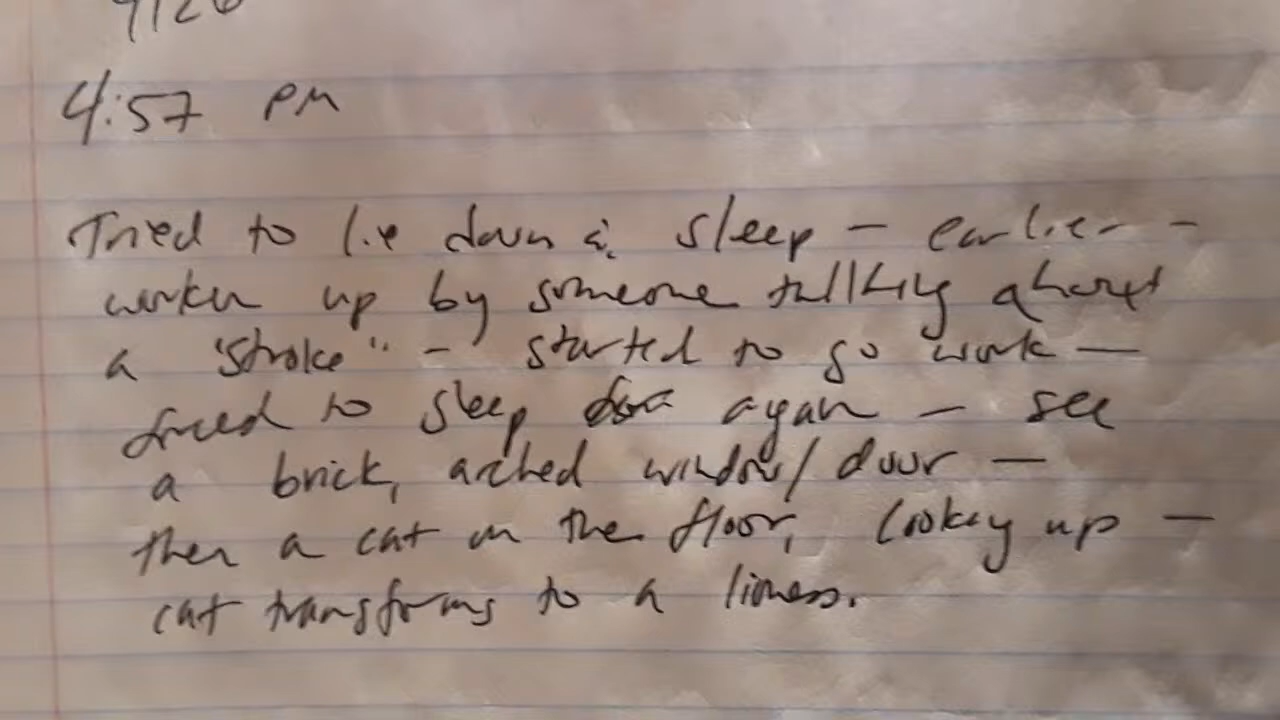 4:57 PM
Tried to lie down & sleep – earlier –
woken up by someone talking about
a "stroke" – started to go work –
tried to sleep again – see
a brick, arched window/door –
then a cat on the floor, looking up –
cat transforms to a lioness.